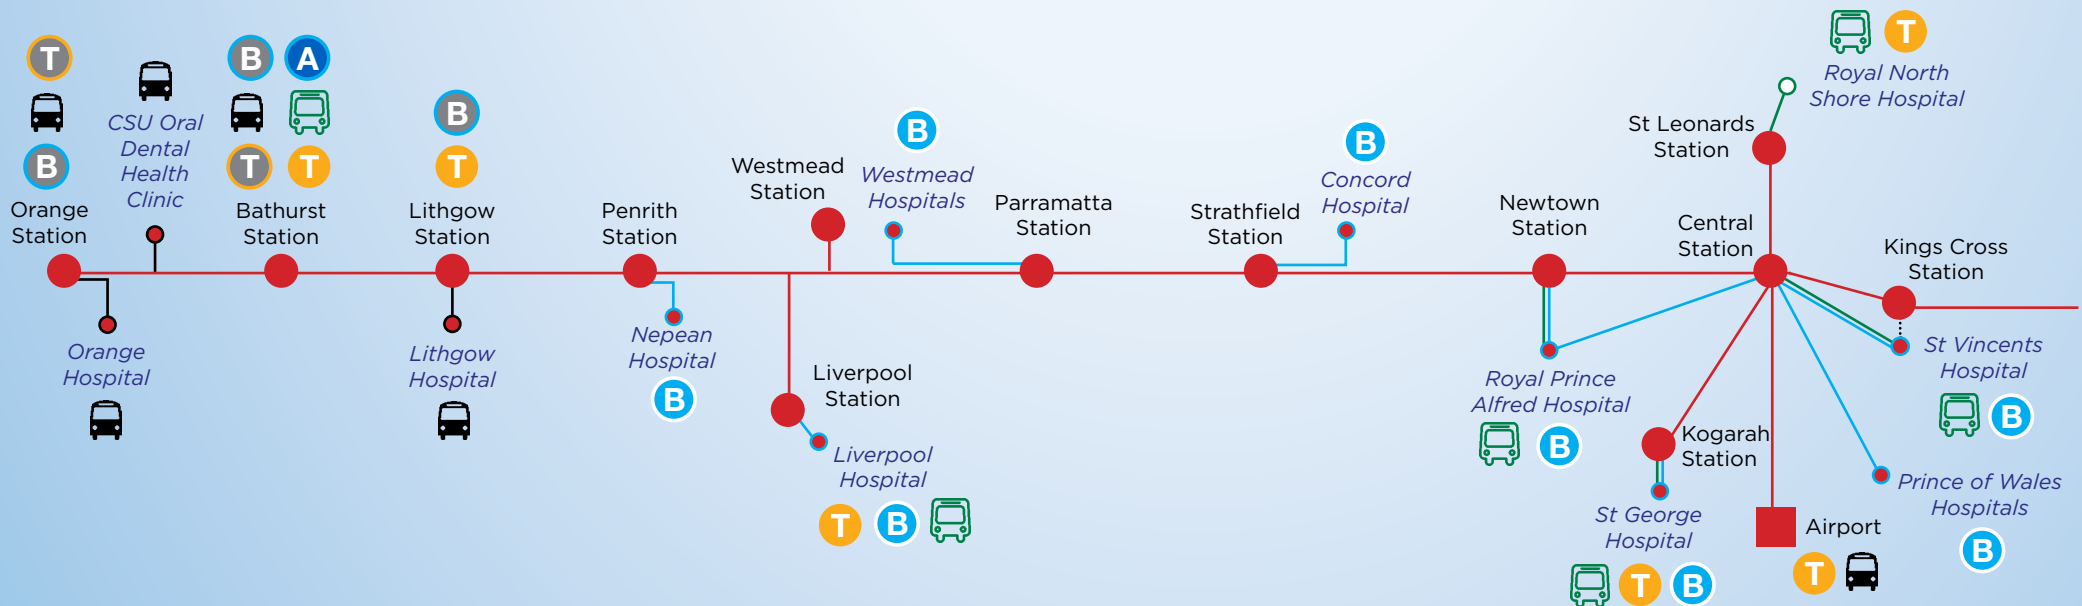 T
B
Orange
Station
CSU Oral
Dental
Health
Clinic
B
A
T
T
Bathurst
Station
B
T
Lithgow
Station
Orange
Hospital
Lithgow
Hospital
Penrith
Station
Nepean
Hospital
B
Westmead
Station
B
Westmead
Hospitals
Liverpool
Station
Liverpool
Hospital
T
B
Parramatta
Station
Strathfield
Station
B
Concord
Hospital
Newtown
Station
Royal Prince
Alfred Hospital
B
T
Royal North
Shore Hospital
St Leonards
Station
Central
Station
Kings Cross
Station
St Vincents
Hospital
B
Kogarah
Station
St George
Hospital
T
B
Airport
T
Prince of Wales
Hospitals
B